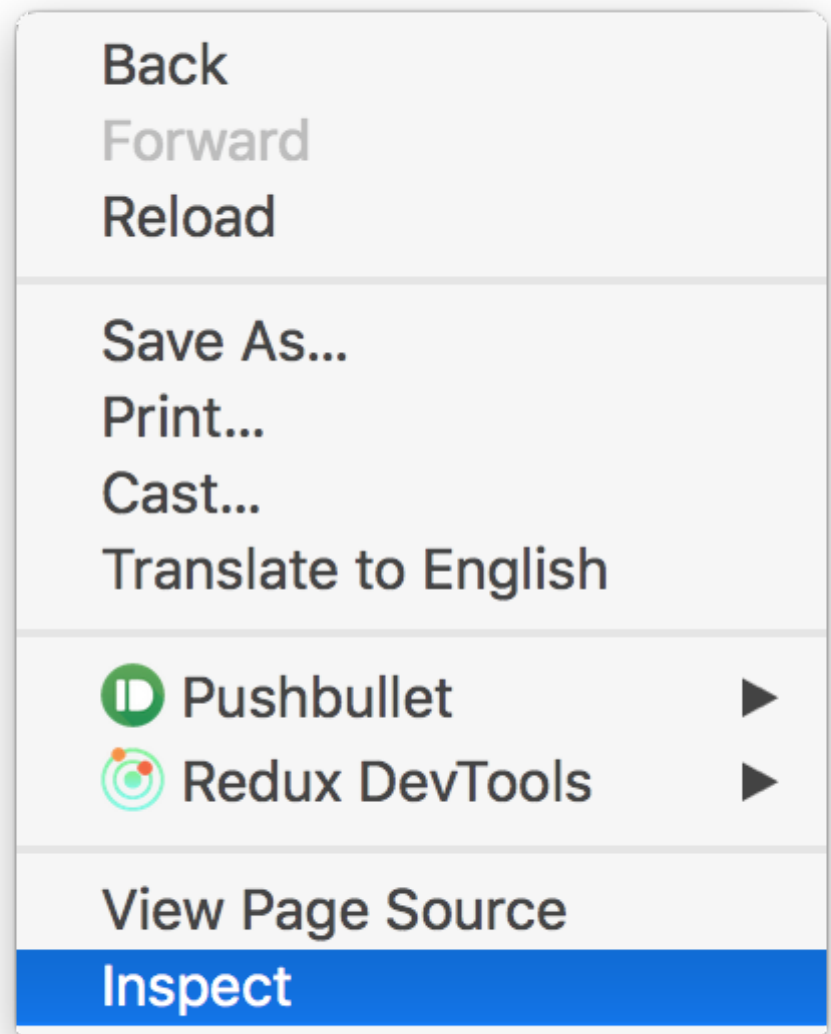 Back
Forward
Reload
Save As...
Print...
Cast...
Translate to English
Pushbullet
Redux DevTools
View Page Source
Inspect